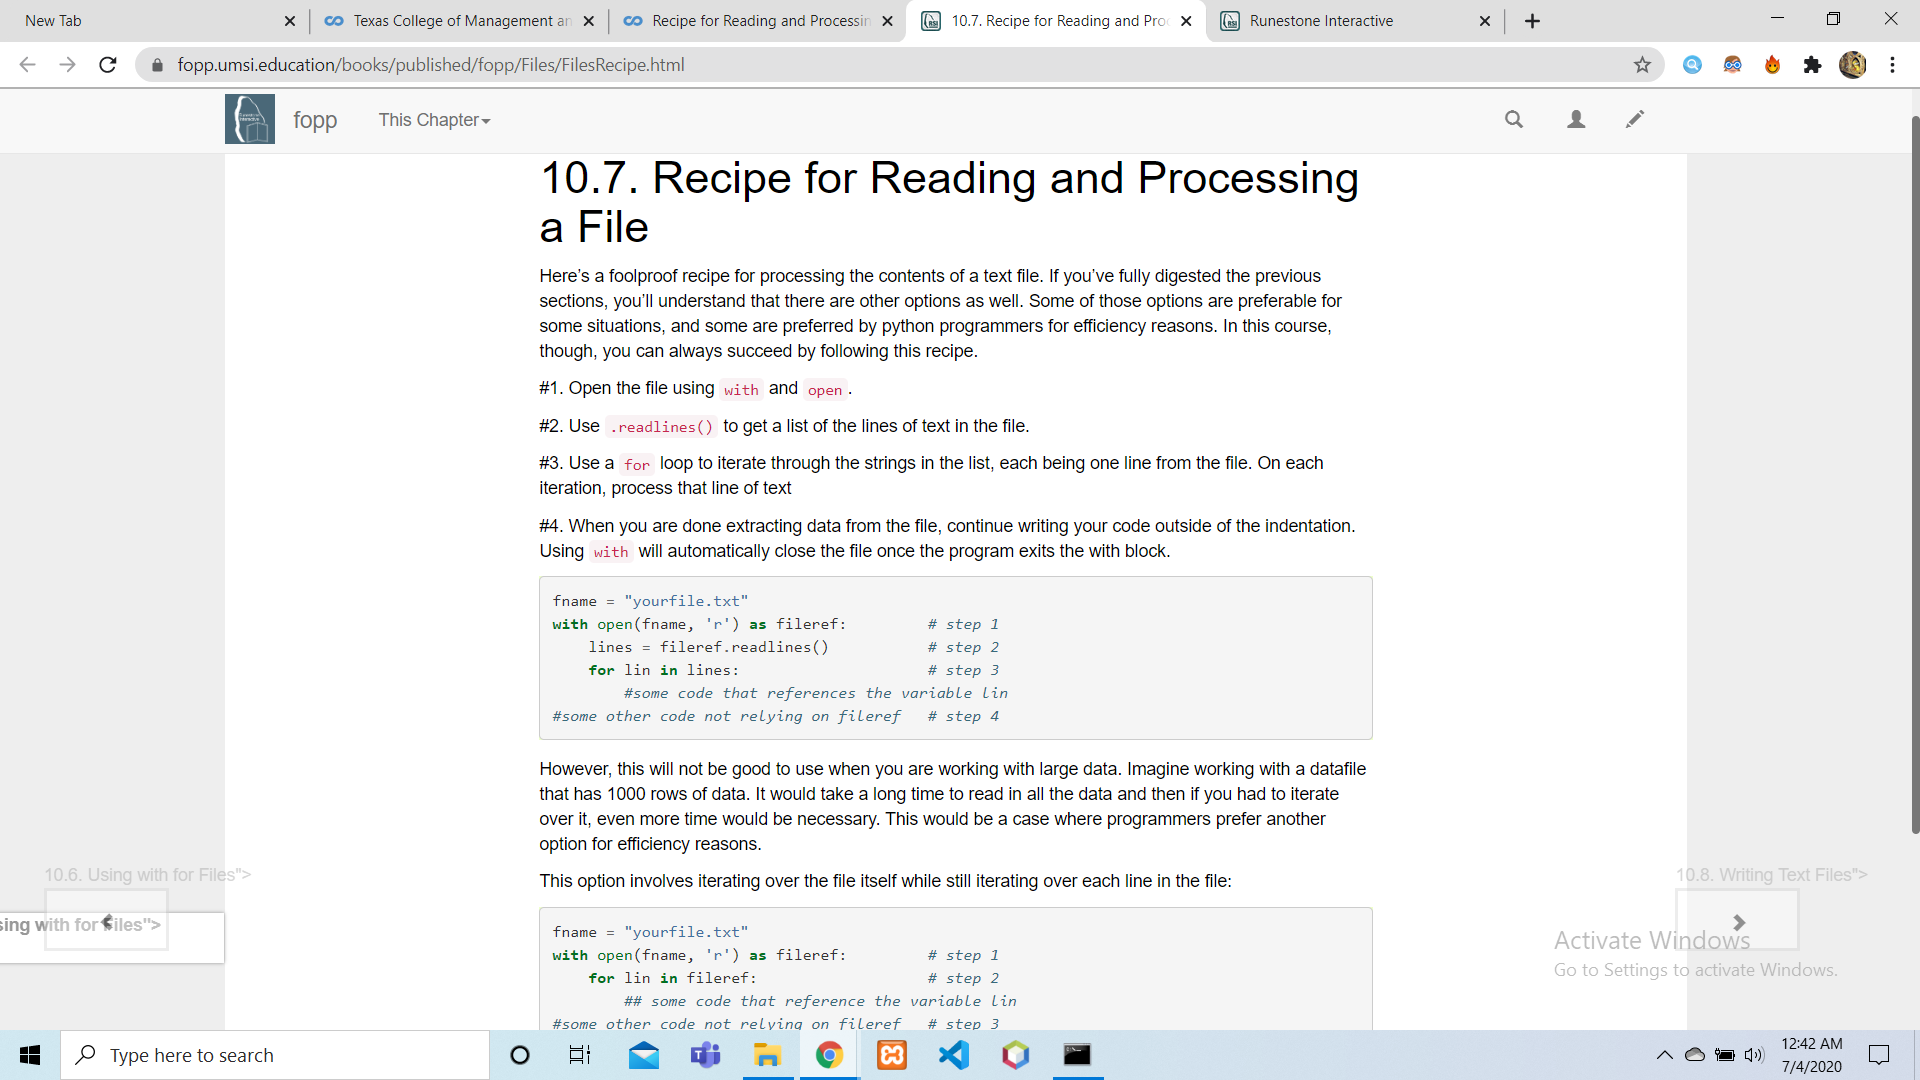 New Tab
Texas College of Management an
Recipe for Reading and Processin
10.7. Recipe for Reading and Proc
Runestone Interactive
fopp.umsi.education/books/published/fopp/Files/FilesRecipe.html
fopp
This Chapter
10.7. Recipe for Reading and Processing
a File
Here's a foolproof recipe for processing the contents of a text file. If you've fully digested the previous
sections, you'll understand that there are other options as well. Some of those options are preferable for
some situations, and some are preferred by python programmers for efficiency reasons. In this course,
though, you can always succeed by following this recipe.
#1. Open the file using with and open.
#2. Use .readlines() to get a list of the lines of text in the file.
#3. Use a for loop to iterate through the strings in the list, each being one line from the file. On each
iteration, process that line of text
#4. When you are done extracting data from the file, continue writing your code outside of the indentation.
Using with will automatically close the file once the program exits the with block.
fname = "yourfile.txt"
with open(fname, 'r') as fileref:         # step 1
    lines = fileref.readlines()           # step 2
    for lin in lines:                     # step 3
        #some code that references the variable lin
#some other code not relying on fileref   # step 4
However, this will not be good to use when you are working with large data. Imagine working with a datafile
that has 1000 rows of data. It would take a long time to read in all the data and then if you had to iterate
over it, even more time would be necessary. This would be a case where programmers prefer another
option for efficiency reasons.
This option involves iterating over the file itself while still iterating over each line in the file:
fname = "yourfile.txt"
with open(fname, 'r') as fileref:         # step 1
    for lin in fileref:                   # step 2
        ## some code that reference the variable lin
#some other code not relying on fileref   # step 3
10.6. Using with for Files">
sing with for Files">
10.8. Writing Text Files">
Activate Windows
Go to Settings to activate Windows.
Type here to search
12:42 AM
7/4/2020